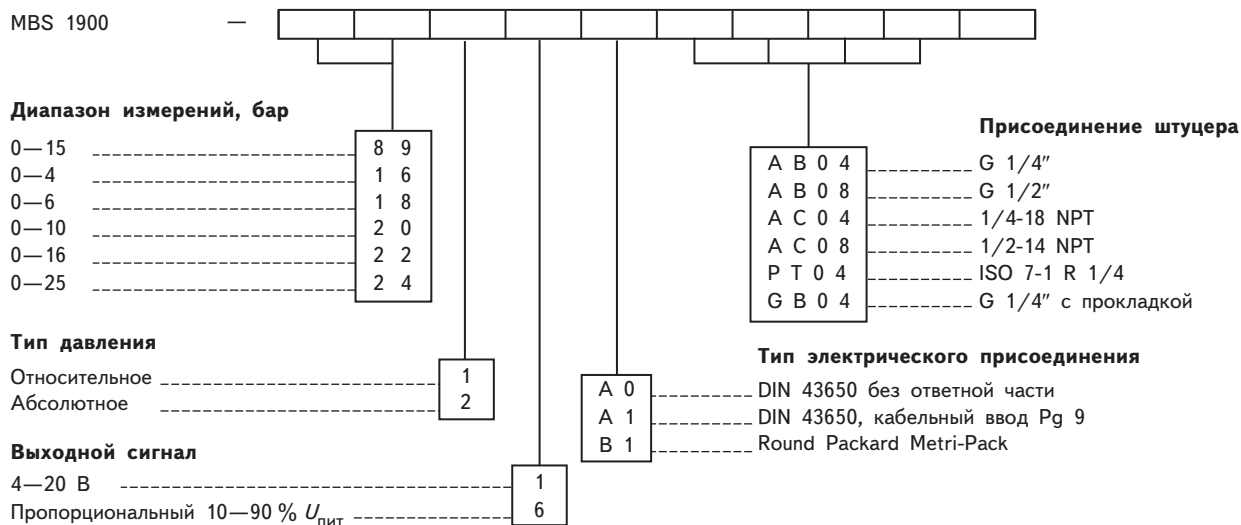 MBS 1900 —
Диапазон измерений, бар
0—15 8 9
0—4 1 6
0—6 1 8
0—10 2 0
0—16 2 2
0—25 2 4
Присоединение штуцера
A B 0 4 G 1/4″
A B 0 8 G 1/2″
A C 0 4 1/4-18 NPT
A C 0 8 1/2-14 NPT
P T 0 4 ISO 7-1 R 1/4
G B 0 4 G 1/4″ с прокладкой
Тип давления
Относительное 1
Абсолютное 2
Тип электрического присоединения
A 0 DIN 43650 без ответной части
A 1 DIN 43650, кабельный ввод Pg 9
B 1 Round Packard Metri-Pack
Выходной сигнал
4—20 В 1
Пропорциональный 10—90 % Uпит 6